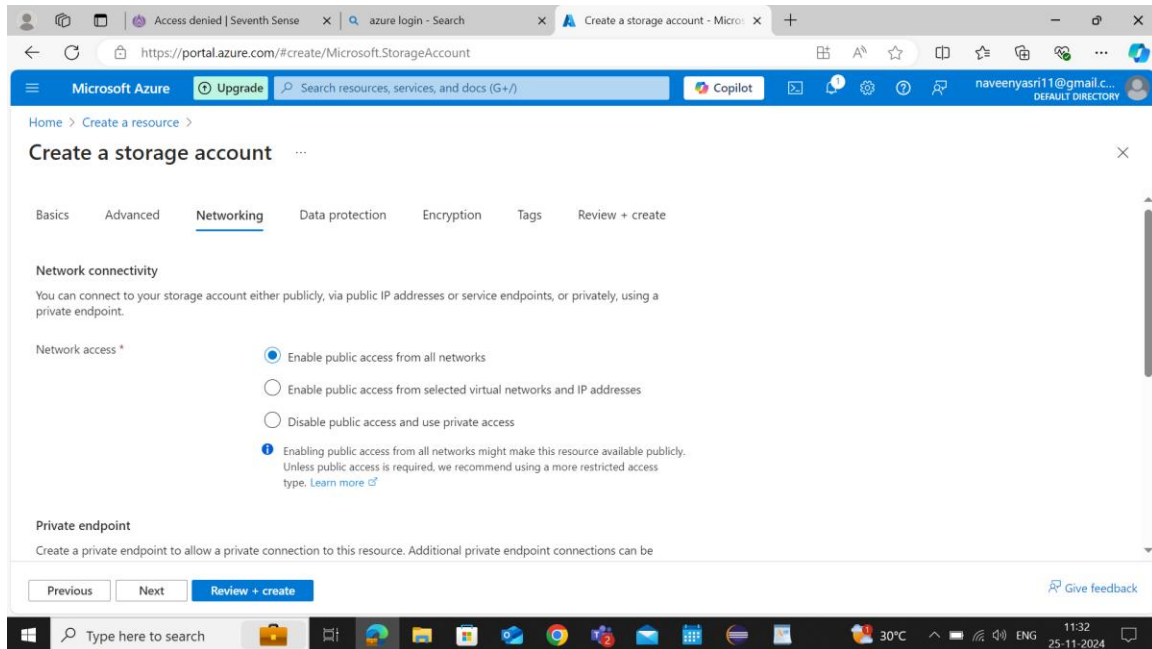 Access denied | Seventh Sense
azure login - Search
Create a storage account - Micros
https://portal.azure.com/#create/Microsoft.StorageAccount
Microsoft Azure
Upgrade
Search resources, services, and docs (G+/)
Copilot
1
naveenyasri11@gmail.c...
DEFAULT DIRECTORY
Home > Create a resource >
Create a storage account ...
Basics Advanced Networking Data protection Encryption Tags Review + create
Network connectivity
You can connect to your storage account either publicly, via public IP addresses or service endpoints, or privately, using a
private endpoint.
Network access *
Enable public access from all networks
Enable public access from selected virtual networks and IP addresses
Disable public access and use private access
Enabling public access from all networks might make this resource available publicly.
Unless public access is required, we recommend using a more restricted access
type. Learn more
Private endpoint
Create a private endpoint to allow a private connection to this resource. Additional private endpoint connections can be
Previous Next Review + create Give feedback
Type here to search
2
30°C
ENG
11:32
25-11-2024